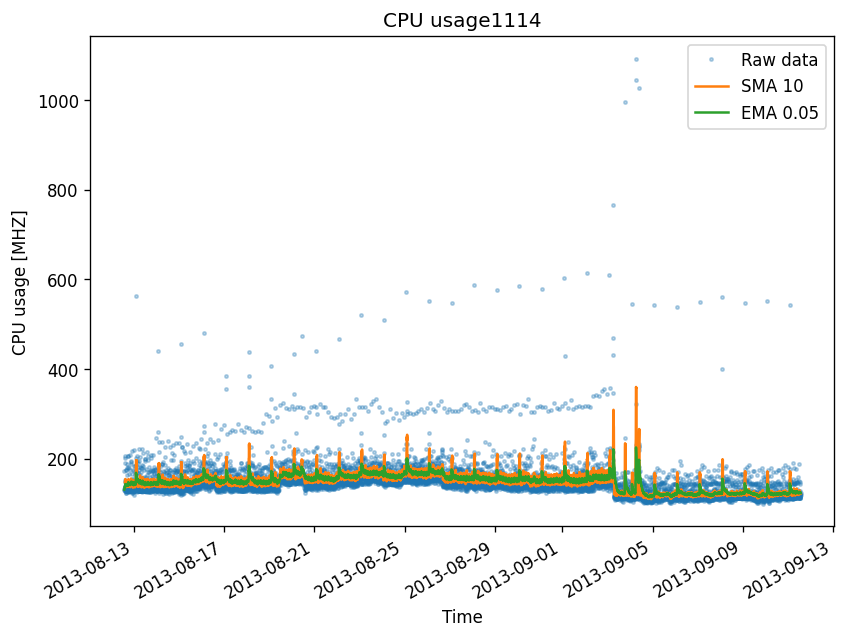 CPU usage1114
Raw data
SMA 10
EMA 0.05
CPU usage [MHZ]
1000
800
600
400
200
2013-08-13
2013-08-17
2013-08-21
2013-08-25
2013-08-29
2013-09-01
2013-09-05
2013-09-09
2013-09-13
Time